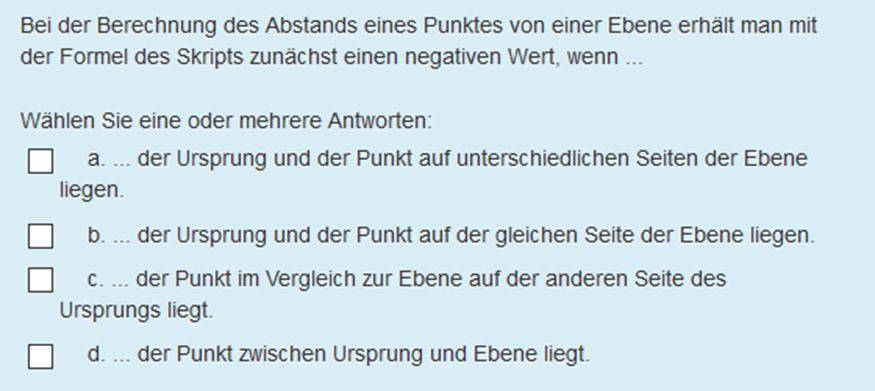 Bei der Berechnung des Abstands eines Punktes von einer Ebene erhält man mit
der Formel des Skripts zunächst einen negativen Wert, wenn ...
Wählen Sie eine oder mehrere Antworten:
a. ... der Ursprung und der Punkt auf unterschiedlichen Seiten der Ebene
liegen.
b. ... der Ursprung und der Punkt auf der gleichen Seite der Ebene liegen.
c. ... der Punkt im Vergleich zur Ebene auf der anderen Seite des
Ursprungs liegt.
d. ... der Punkt zwischen Ursprung und Ebene liegt.